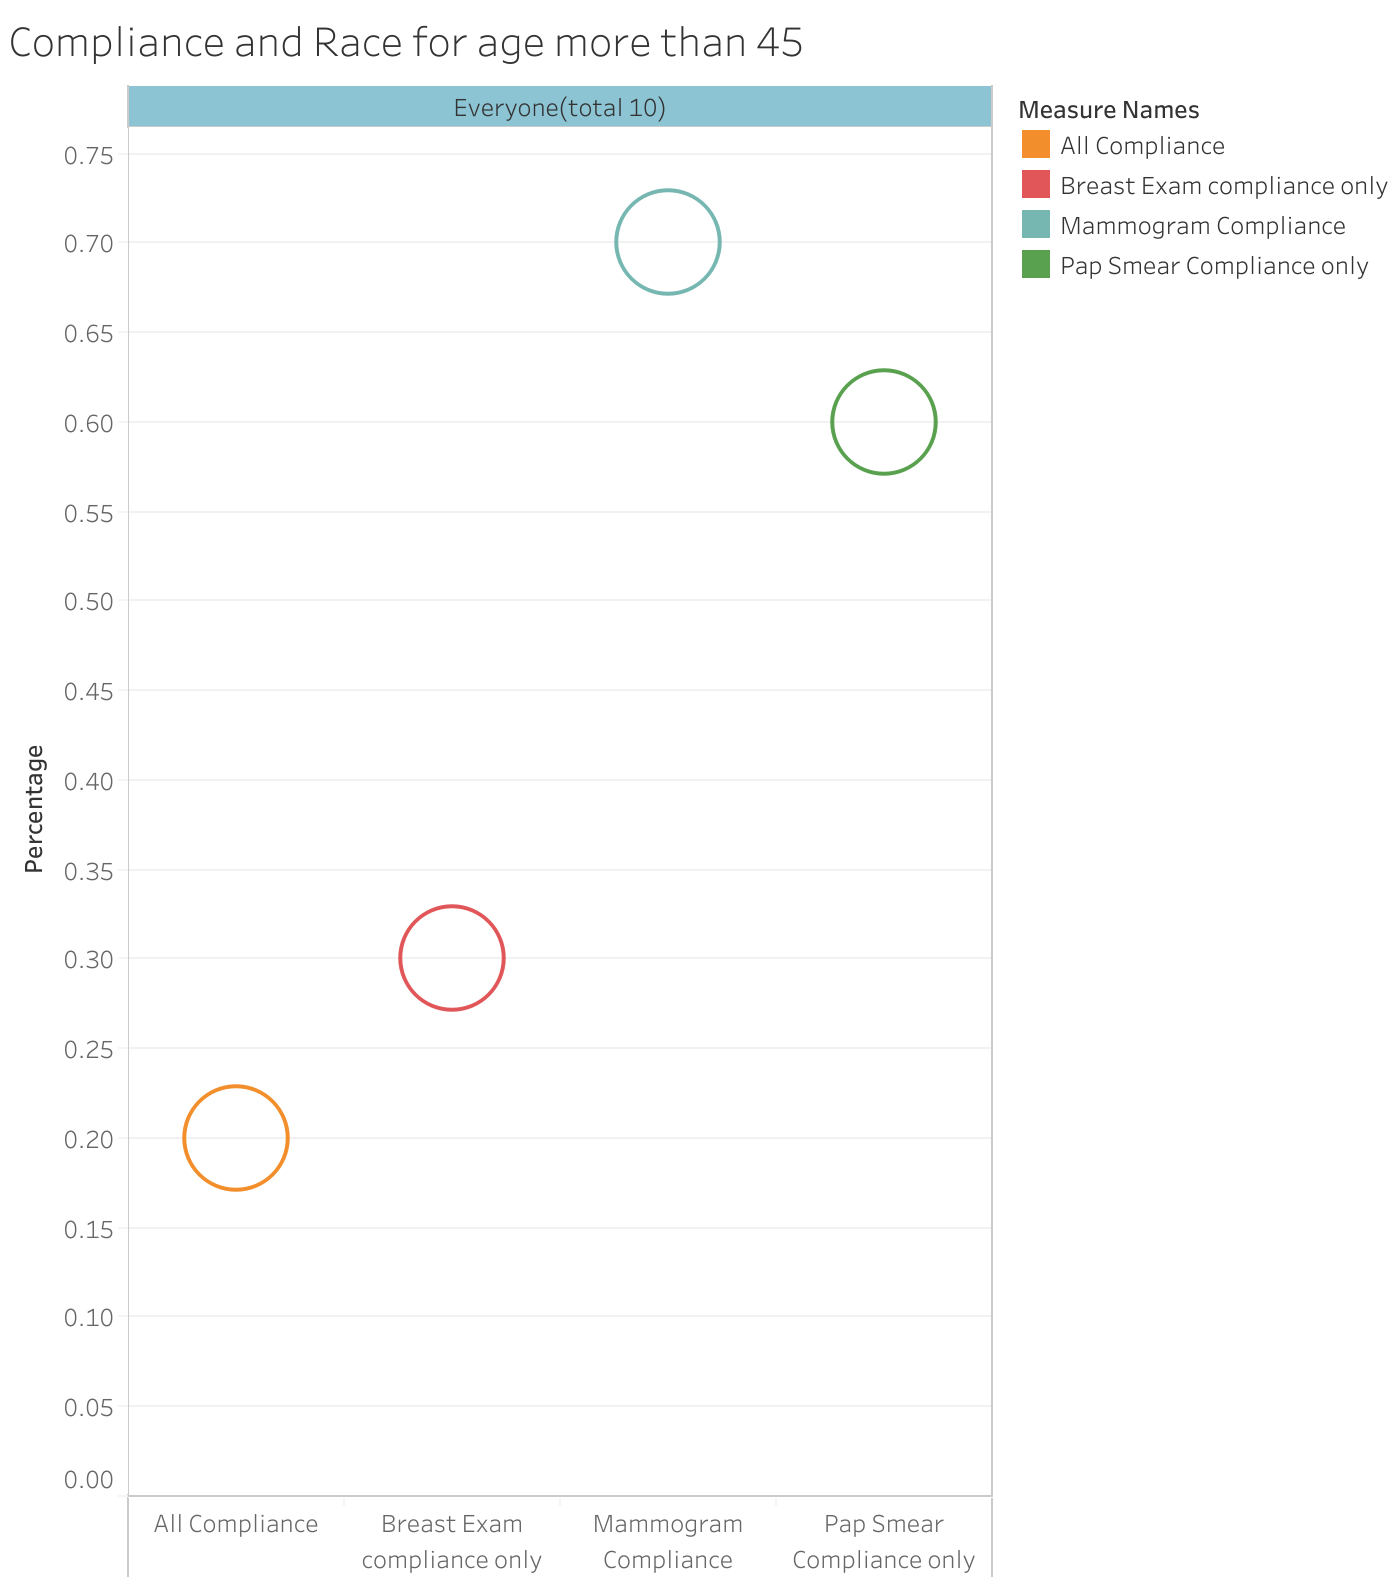 Compliance and Race for age more than 45
Everyone(total 10)
Measure Names
All Compliance
Breast Exam compliance only
Mammogram Compliance
Pap Smear Compliance only
Percentage
0.75
0.70
0.65
0.60
0.55
0.50
0.45
0.40
0.35
0.30
0.25
0.20
0.15
0.10
0.05
0.00
All Compliance
Breast Exam
compliance only
Mammogram
Compliance
Pap Smear
Compliance only